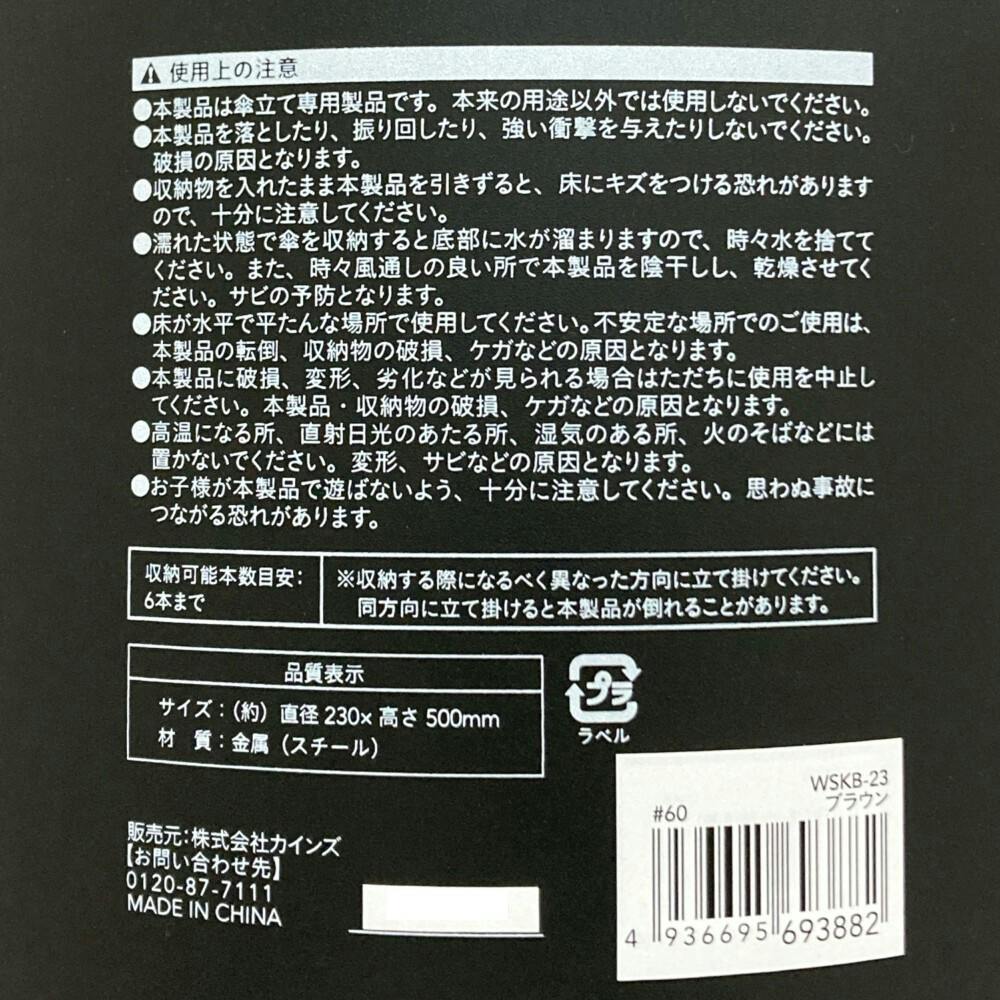 ⚠ 使用上の注意
●本製品は傘立て専用製品です。本来の用途以外では使用しないでください。
●本製品を落としたり、振り回したり、強い衝撃を与えたりしないでください。
破損の原因となります。
●収納物を入れたまま本製品を引きずると、床にキズをつける恐れがあります
ので、十分に注意してください。
●濡れた状態で傘を収納すると底部に水が溜まりますので、時々水を捨てて
ください。また、時々風通しの良い所で本製品を陰干しし、乾燥させてく
ださい。サビの予防となります。
●床が水平で平たんな場所で使用してください。不安定な場所でのご使用は、
本製品の転倒、収納物の破損、ケガなどの原因となります。
●本製品に破損、変形、劣化などが見られる場合はただちに使用を中止し
てください。本製品・収納物の破損、ケガなどの原因となります。
●高温になる所、直射日光のあたる所、湿気のある所、火のそばなどには
置かないでください。変形、サビなどの原因となります。
●お子様が本製品で遊ばないよう、十分に注意してください。思わぬ事故に
つながる恐れがあります。
収納可能本数目安：
6本まで
※収納する際になるべく異なった方向に立て掛けてください。
同方向に立て掛けると本製品が倒れることがあります。
品質表示
サイズ：（約）直径230×高さ500mm
材 質：金属（スチール）
プラ
ラベル
販売元：株式会社カインズ
【お問い合わせ先】
0120-87-7111
MADE IN CHINA
WSKB-23
ブラウン
#60
4 936695 693882